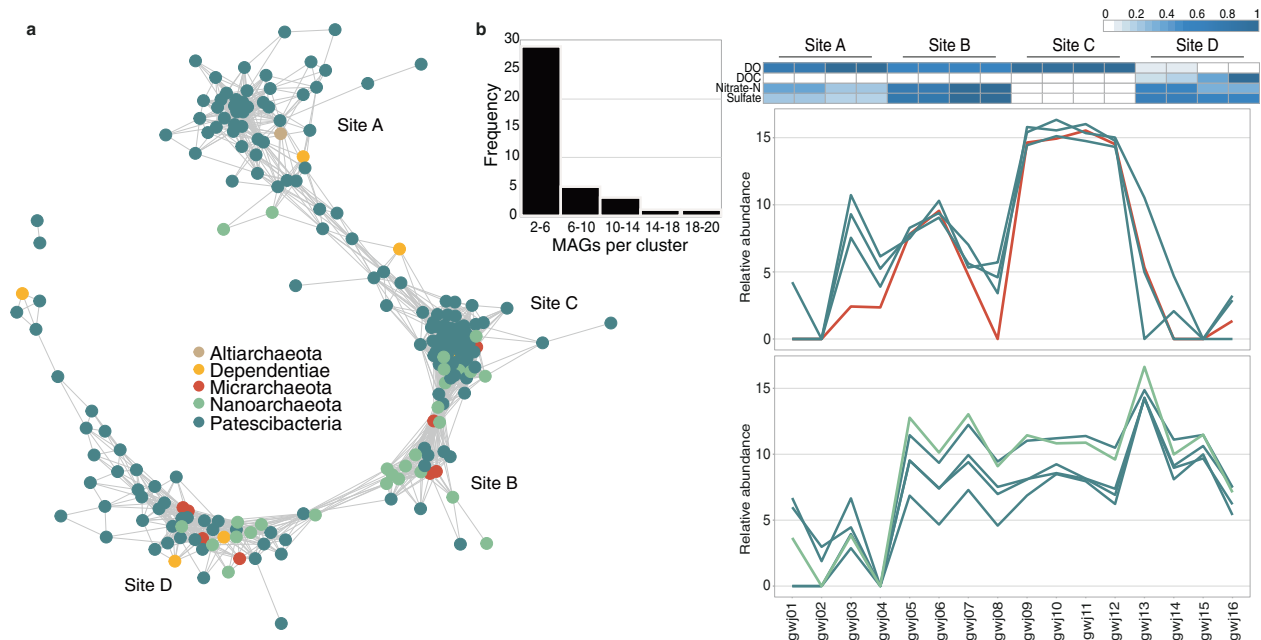 a
Site A
Site C
Site B
Site D
Altiarchaeota
Dependentiae
Micrarchaeota
Nanoarchaeota
Patescibacteria
b
Frequency
30
25
20
15
10
5
0
2-6 6-10 10-14 14-18 18-20
MAGs per cluster
0 0.2 0.4 0.6 0.8 1
Site A Site B Site C Site D
DO
DOC
Nitrate-N
Sulfate
Relative abundance
15
10
5
0
Relative abundance
15
10
5
0
gwj01 gwj02 gwj03 gwj04 gwj05 gwj06 gwj07 gwj08 gwj09 gwj10 gwj11 gwj12 gwj13 gwj14 gwj15 gwj16